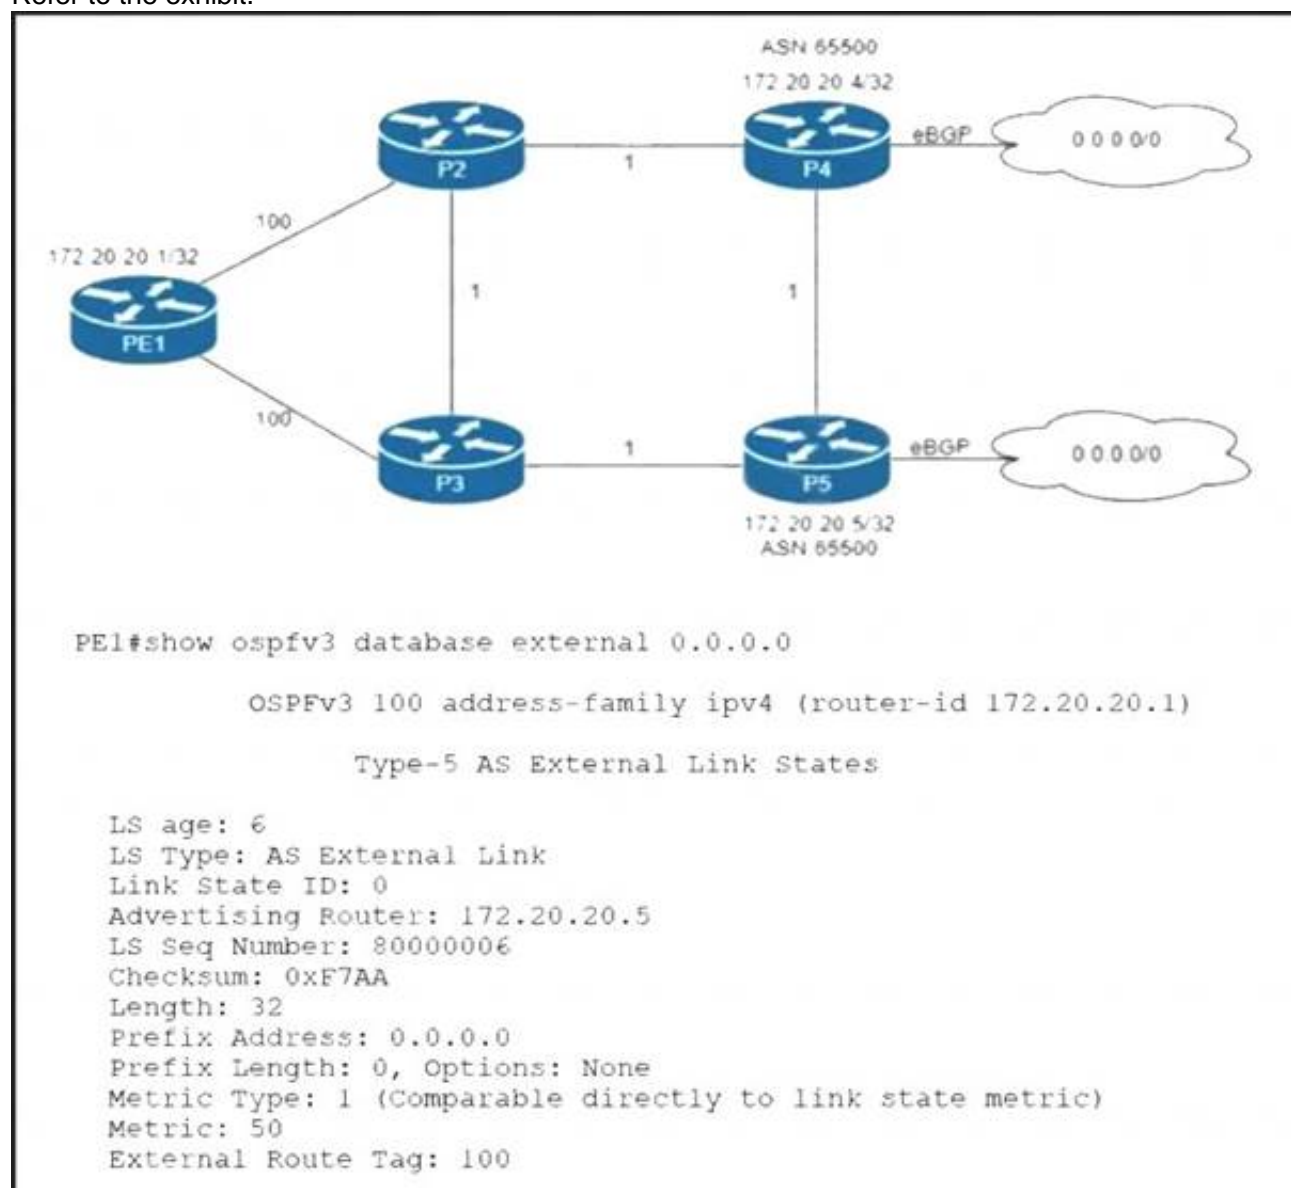 Refer to the exhibit.
ASN 65500
172 20 20 4/32
P2
1
P4
eBGP
0 0 0 0/0
100
172 20 20 1/32
PE1
1
1
100
P3
1
P5
eBGP
0 0 0 0/0
172 20 20 5/32
ASN 65500
PE1#show ospfv3 database external 0.0.0.0
OSPFv3 100 address-family ipv4 (router-id 172.20.20.1)
Type-5 AS External Link States
LS age: 6
LS Type: AS External Link
Link State ID: 0
Advertising Router: 172.20.20.5
LS Seq Number: 80000006
Checksum: 0xF7AA
Length: 32
Prefix Address: 0.0.0.0
Prefix Length: 0, Options: None
Metric Type: 1 (Comparable directly to link state metric)
Metric: 50
External Route Tag: 100